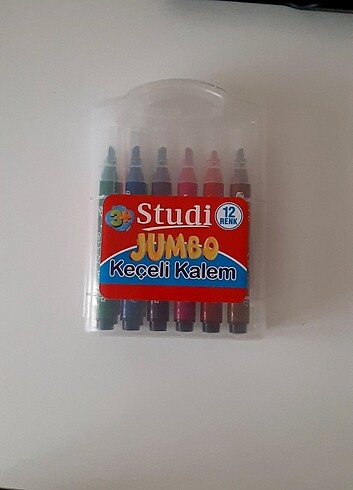 3+
Studi
12
RENK
JUMBO
Keçeli Kalem